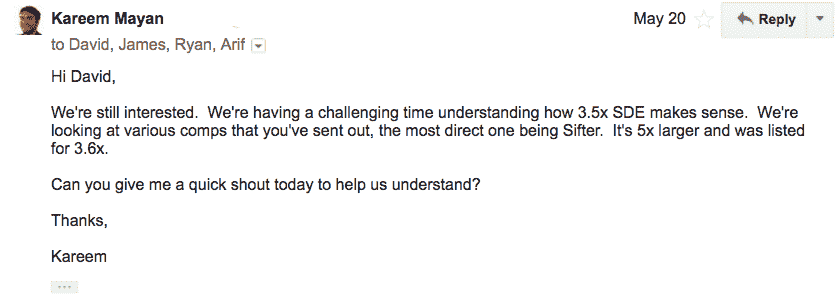 Kareem Mayan
May 20
Reply
to David, James, Ryan, Arif
Hi David,
We're still interested.  We're having a challenging time understanding how 3.5x SDE makes sense.  We're
looking at various comps that you've sent out, the most direct one being Sifter.  It's 5x larger and was listed
for 3.6x.
Can you give me a quick shout today to help us understand?
Thanks,
Kareem